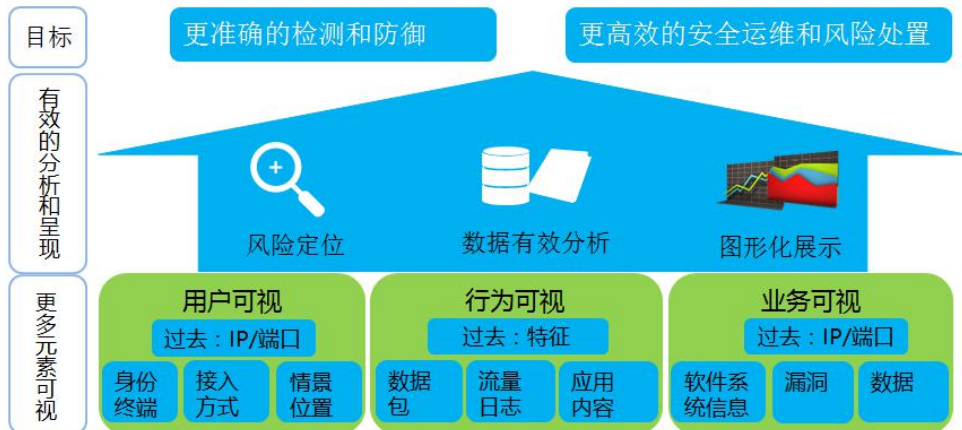 目标
更准确的检测和防御
更高效的安全运维和风险处置
有效的分析和呈现
风险定位
数据有效分析
图形化展示
更多元素可视
用户可视
过去：IP/端口
身份
终端
接入
方式
情景
位置
行为可视
过去：特征
数据
包
流量
日志
应用
内容
业务可视
过去：IP/端口
软件系
统信息
漏洞
数据